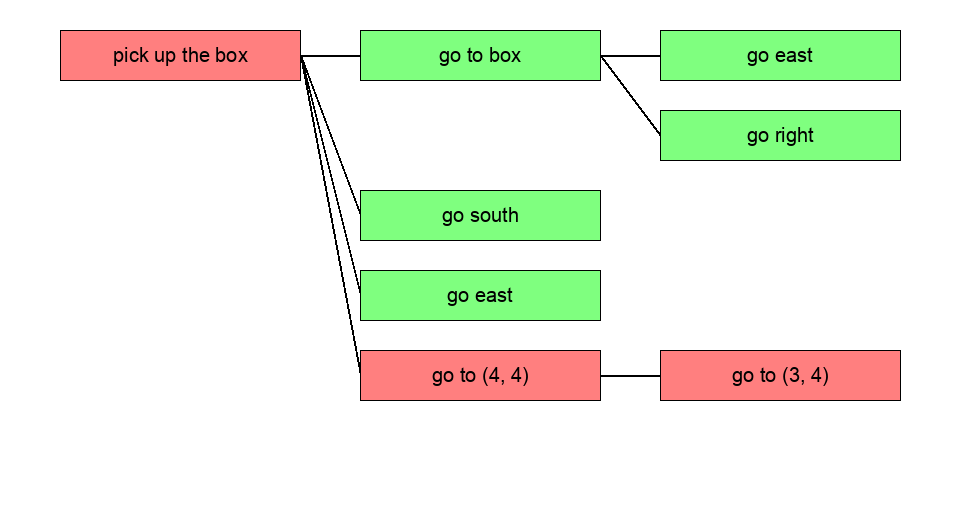 pick up the box
go to box
go east
go right
go south
go east
go to (4, 4)
go to (3, 4)